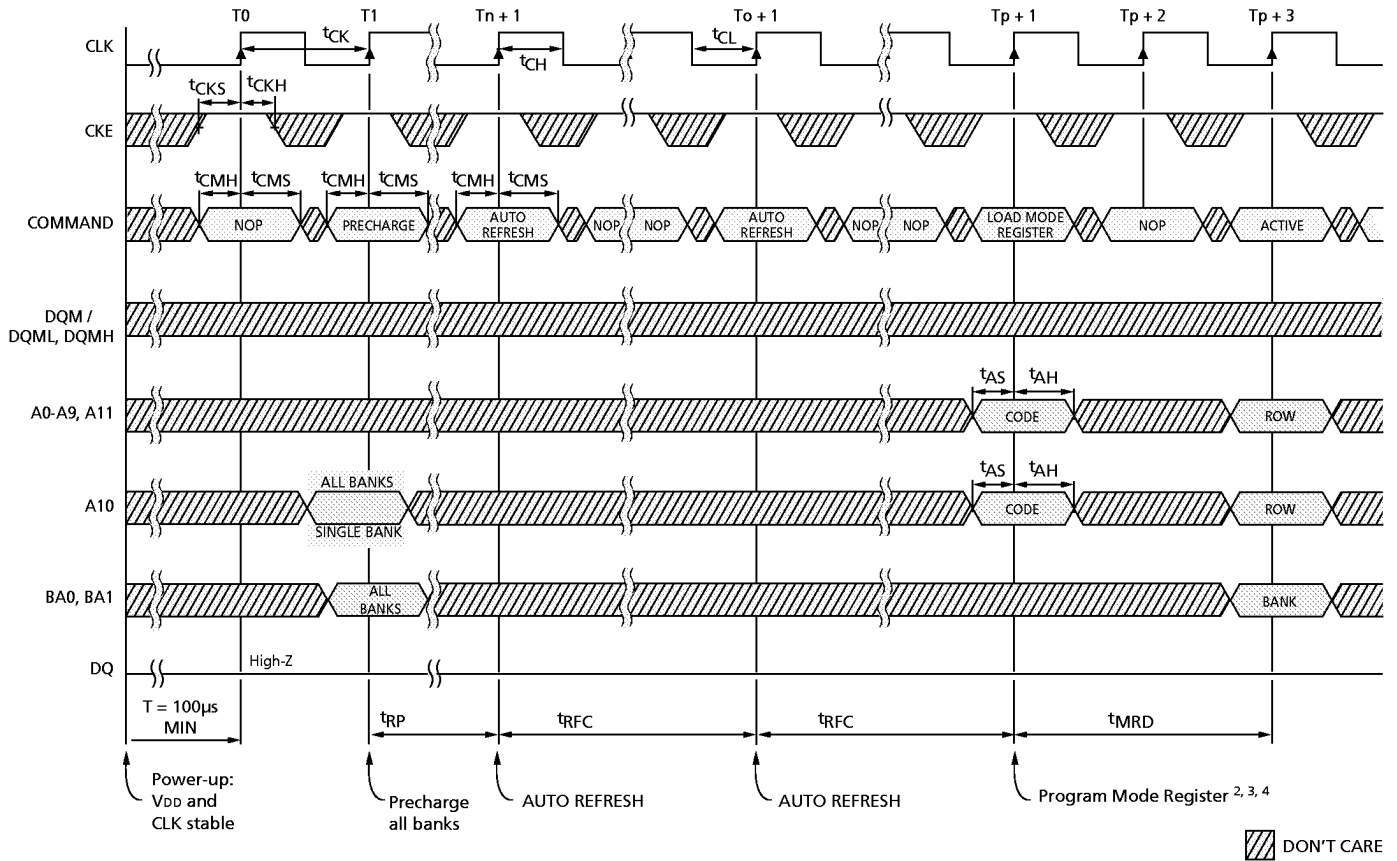 T0 T1 Tn + 1 To + 1 Tp + 1 Tp + 2 Tp + 3
CLK
tCK
tCH
tCL
tCKS tCKH
CKE
tCMH tCMS tCMH tCMS tCMH tCMS
COMMAND
NOP
PRECHARGE
AUTO
REFRESH
NOP
NOP
AUTO
REFRESH
NOP
NOP
LOAD MODE
REGISTER
NOP
ACTIVE
DQM /
DQML, DQMH
tAS tAH
A0-A9, A11
CODE
ROW
tAS tAH
ALL BANKS
A10
CODE
ROW
SINGLE BANK
BA0, BA1
ALL
BANKS
BANK
DQ
High-Z
T = 100µs
MIN
tRP
tRFC
tRFC
tMRD
Power-up:
VDD and
CLK stable
Precharge
all banks
AUTO REFRESH
AUTO REFRESH
Program Mode Register 2, 3, 4
DON'T CARE